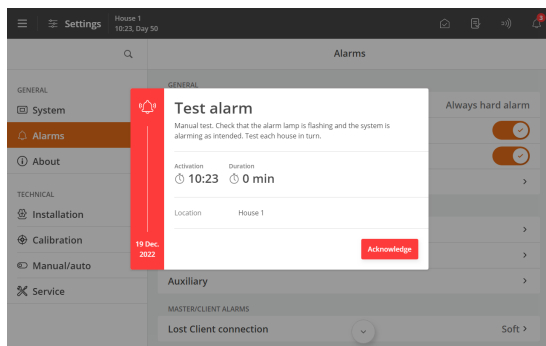 Settings
House 1
10:23, Day 50
3
Alarms
GENERAL
System
Alarms
About
TECHNICAL
Installation
Calibration
Manual/auto
Service
GENERAL
Always hard alarm
Test alarm
Manual test. Check that the alarm lamp is flashing and the system is
alarming as intended. Test each house in turn.
Activation Duration
10:23 0 min
Location House 1
19 Dec.
2022
Acknowledge
Auxiliary
MASTER/CLIENT ALARMS
Lost Client connection Soft